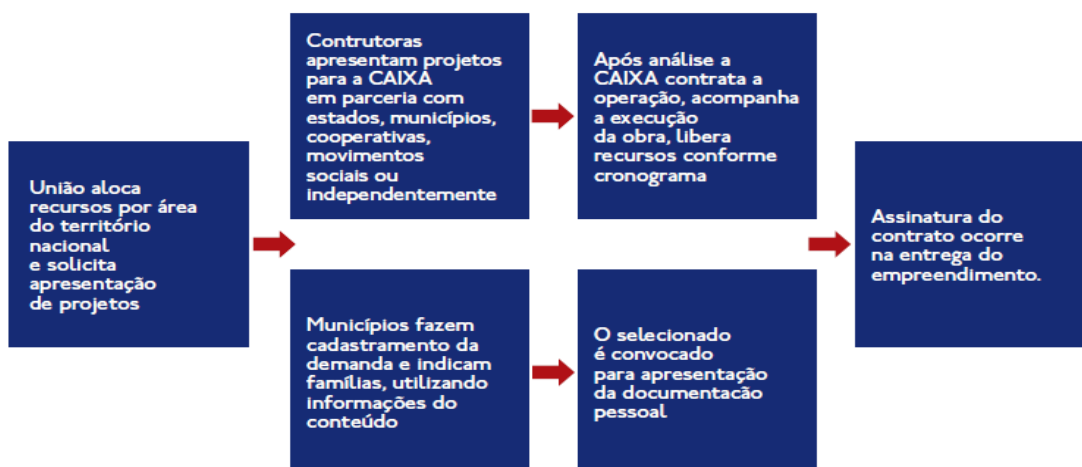 União aloca
recursos por área
do território
nacional
e solicita
apresentação
de projetos
Contrutoras
apresentam projetos
para a CAIXA
em parceria com
estados, municípios,
cooperativas,
movimentos
sociais ou
independentemente
Após análise a
CAIXA contrata a
operação, acompanha
a execução
da obra, libera
recursos conforme
cronograma
Municípios fazem
cadastramento da
demanda e indicam
famílias, utilizando
informações do
conteúdo
O selecionado
é convocado
para apresentação
da documentacão
pessoal
Assinatura do
contrato ocorre
na entrega do
empreendimento.